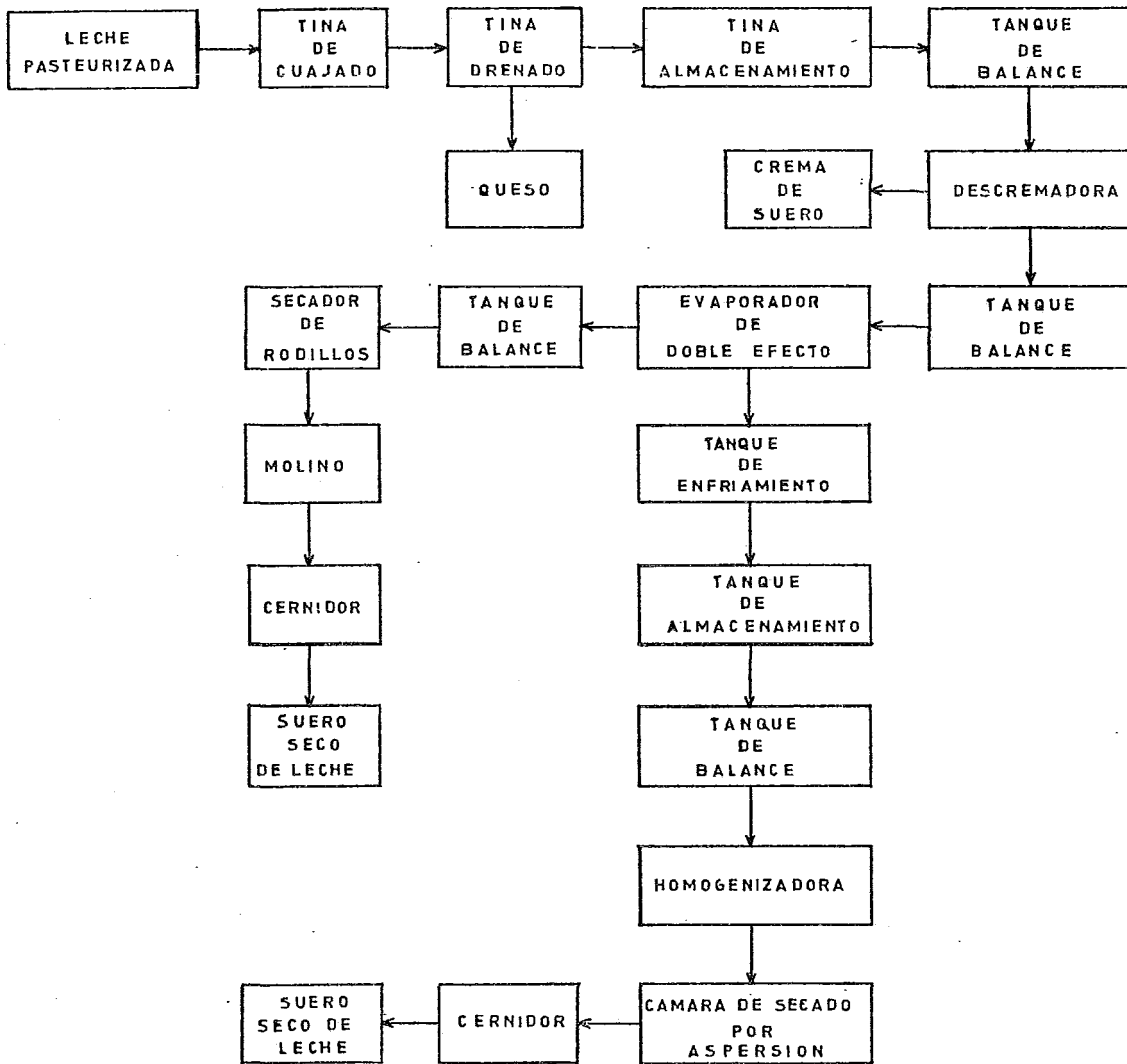 LECHE
PASTEURIZADA
TINA
DE
CUAJADO
TINA
DE
DRENADO
TINA
DE
ALMACENAMIENTO
TANQUE
DE
BALANCE
QUESO
CREMA
DE
SUERO
DESCREMADORA
SECADOR
DE
RODILLOS
TANQUE
DE
BALANCE
EVAPORADOR
DE
DOBLE EFECTO
TANQUE
DE
BALANCE
MOLINO
TANQUE
DE
ENFRIAMIENTO
CERNIDOR
TANQUE
DE
ALMACENAMIENTO
SUERO
SECO
DE LECHE
TANQUE
DE
BALANCE
HOMOGENIZADORA
SUERO
SECO DE
LECHE
CERNIDOR
CAMARA DE SECADO
POR
ASPERSION